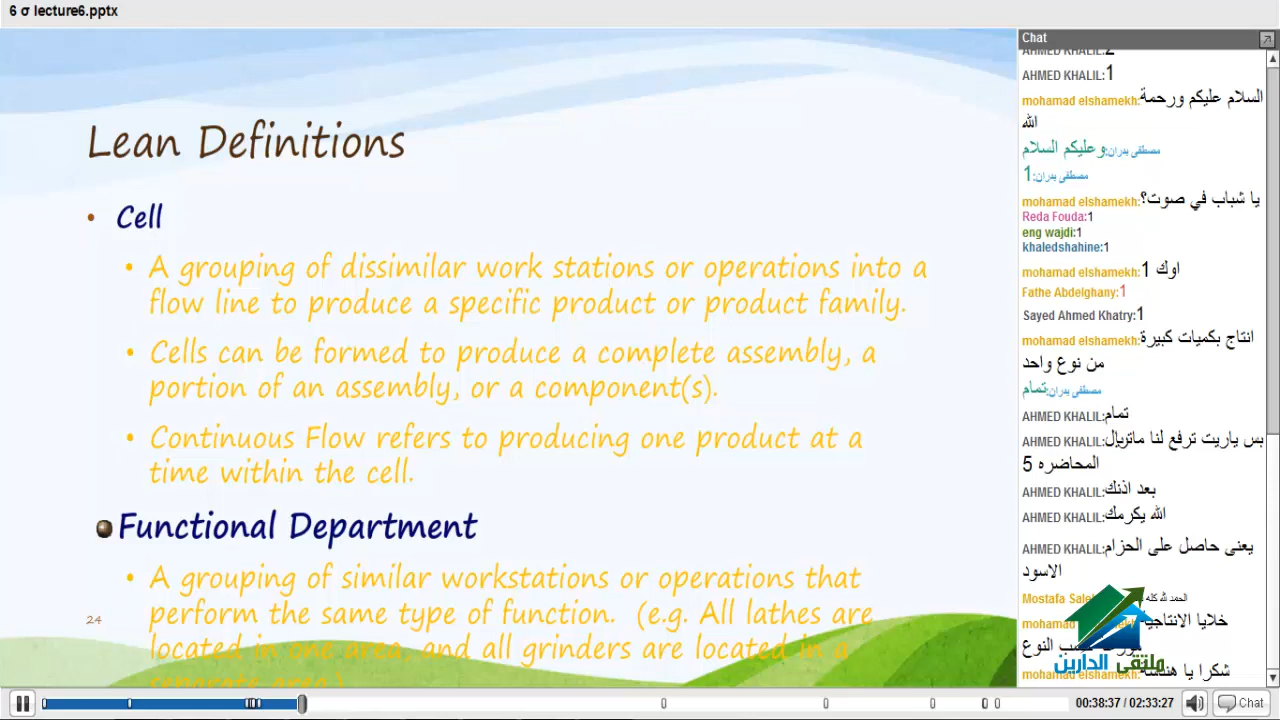 6 σ lecture6.pptx
Lean Definitions
• Cell
• A grouping of dissimilar work stations or operations into a
flow line to produce a specific product or product family.
• Cells can be formed to produce a complete assembly, a
portion of an assembly, or a component(s).
• Continuous Flow refers to producing one product at a
time within the cell.
Functional Department
• A grouping of similar workstations or operations that
perform the same type of function. (e.g. All lathes are
located in one area, and all grinders are located in a
separate area)
24
Chat
AHMED KHALIL:2
AHMED KHALIL:1
mohamad elshamekh:السلام عليكم ورحمة
الله
مصطفى بدران:وعليكم السلام
مصطفى بدران:1
mohamad elshamekh:يا شباب في صوت؟
Reda Fouda:1
eng wajdi:1
khaledshahine:1
mohamad elshamekh:اوك 1
Fathe Abdelghany:1
Sayed Ahmed Khatry:1
mohamad elshamekh:انتاج بكميات كبيرة
من نوع واحد
مصطفى بدران:تمام
AHMED KHALIL:تمام
AHMED KHALIL:بس ياريت ترفع لنا ماتريال
المحاضره 5
AHMED KHALIL:بعد اذنك
AHMED KHALIL:الله يكرمك
AHMED KHALIL:يعنى حاصل على الحزام
الاسود
Mostafa Saleh الحمد لله كله
خلايا الانتاجية
النوع
mohamad elshamekh:شكرا يا
ملتقى الدارين
00:38:37 / 02:33:27
Chat